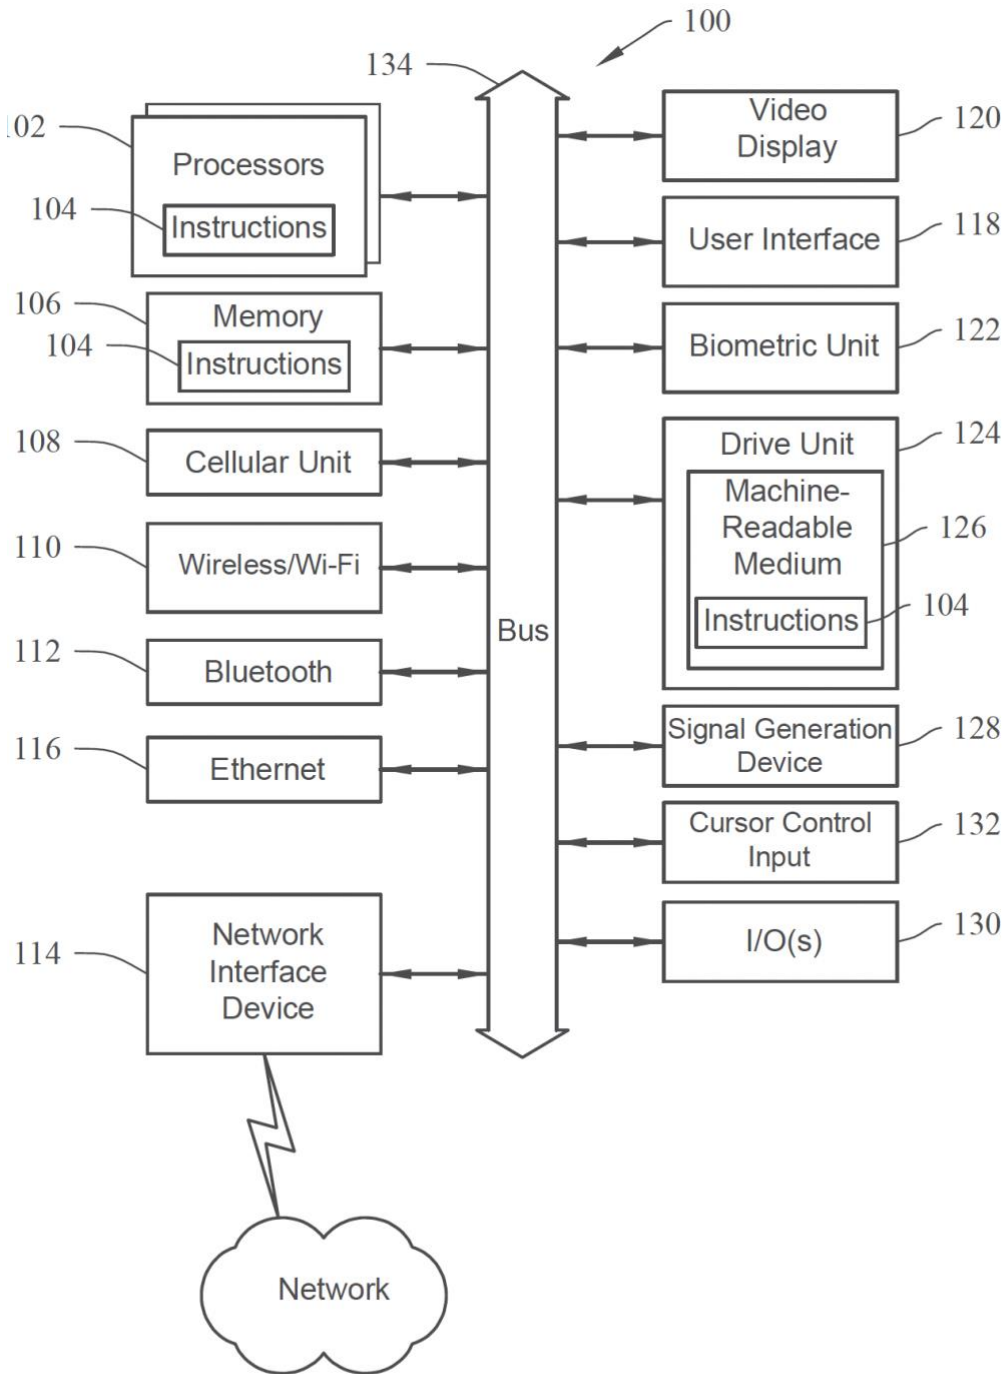 100
134
102
Processors
104
Instructions
106
Memory
104
Instructions
108
Cellular Unit
110
Wireless/Wi-Fi
112
Bluetooth
116
Ethernet
114
Network
Interface
Device
Network
Bus
Video
Display
120
User Interface
118
Biometric Unit
122
Drive Unit
124
Machine-
Readable
Medium
126
Instructions
104
Signal Generation
Device
128
Cursor Control
Input
132
I/O(s)
130